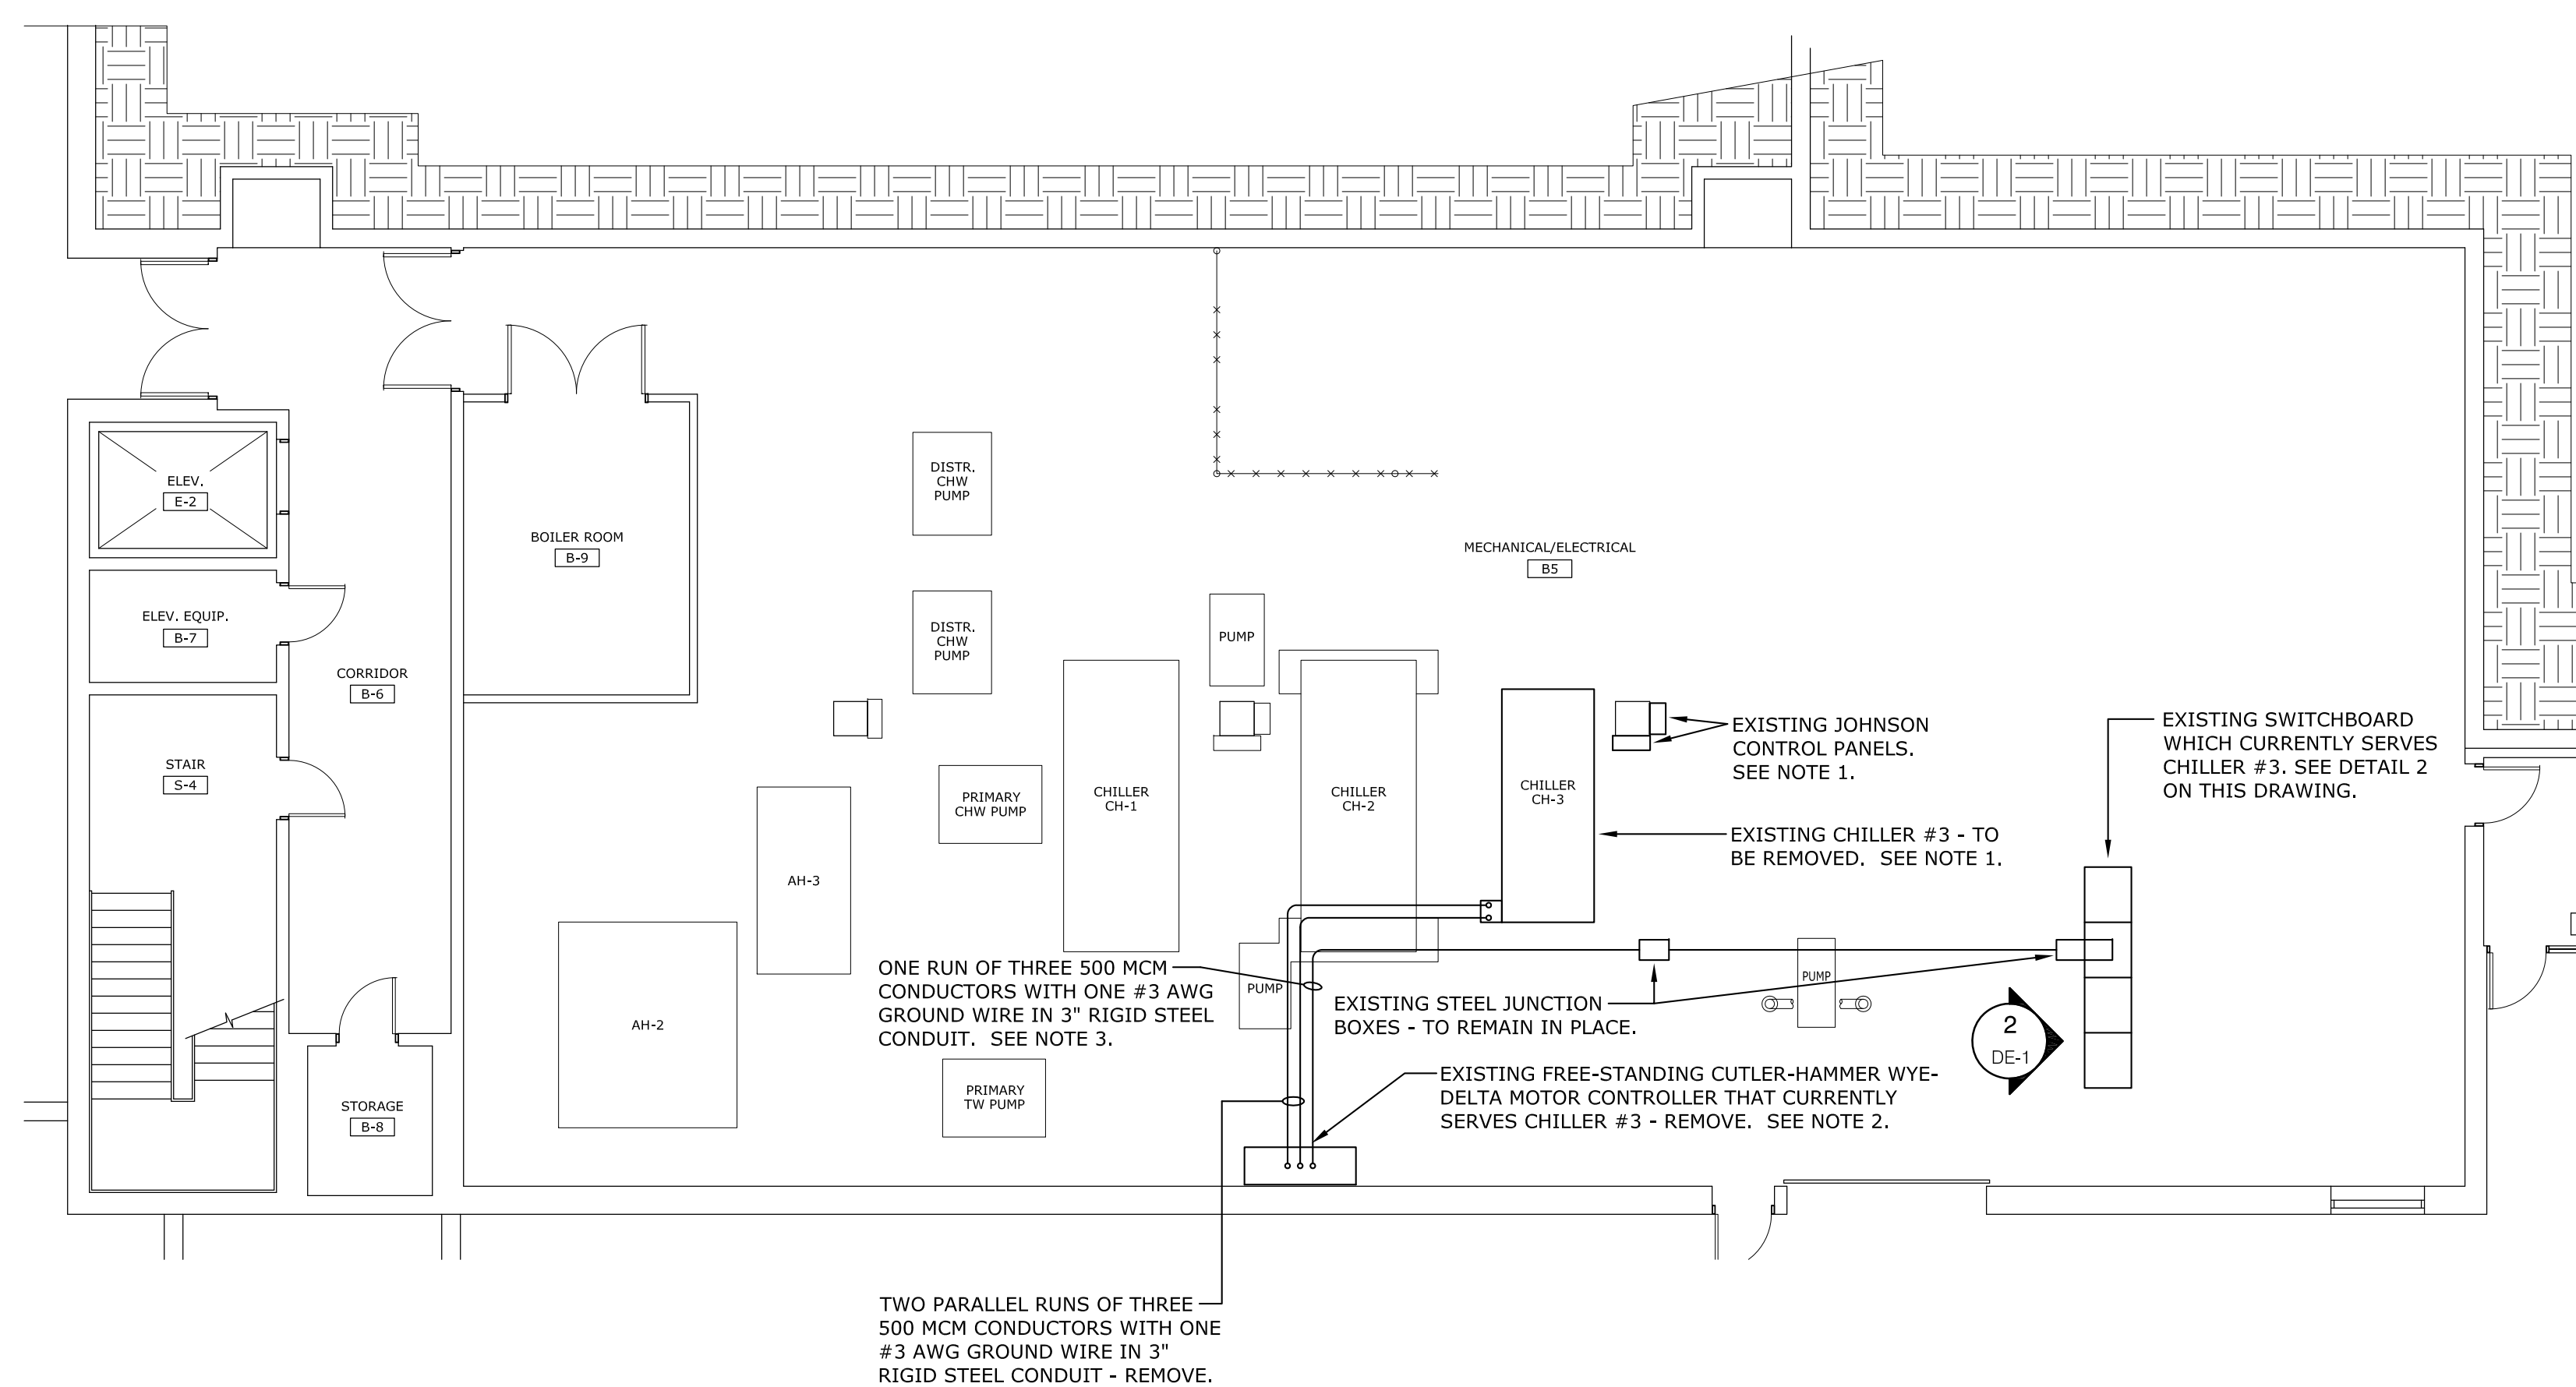 ELEV.
E-2
ELEV. EQUIP.
B-7
STAIR
S-4
CORRIDOR
B-6
STORAGE
B-8
BOILER ROOM
B-9
DISTR.
CHW
PUMP
DISTR.
CHW
PUMP
PRIMARY
CHW PUMP
AH-3
AH-2
PRIMARY
TW PUMP
CHILLER
CH-1
PUMP
CHILLER
CH-2
PUMP
MECHANICAL/ELECTRICAL
B5
CHILLER
CH-3
PUMP
EXISTING JOHNSON
CONTROL PANELS.
SEE NOTE 1.
EXISTING CHILLER #3 - TO
BE REMOVED. SEE NOTE 1.
EXISTING SWITCHBOARD
WHICH CURRENTLY SERVES
CHILLER #3. SEE DETAIL 2
ON THIS DRAWING.
ONE RUN OF THREE 500 MCM
CONDUCTORS WITH ONE #3 AWG
GROUND WIRE IN 3" RIGID STEEL
CONDUIT. SEE NOTE 3.
EXISTING STEEL JUNCTION
BOXES - TO REMAIN IN PLACE.
2
DE-1
EXISTING FREE-STANDING CUTLER-HAMMER WYE-
DELTA MOTOR CONTROLLER THAT CURRENTLY
SERVES CHILLER #3 - REMOVE. SEE NOTE 2.
TWO PARALLEL RUNS OF THREE
500 MCM CONDUCTORS WITH ONE
#3 AWG GROUND WIRE IN 3"
RIGID STEEL CONDUIT - REMOVE.